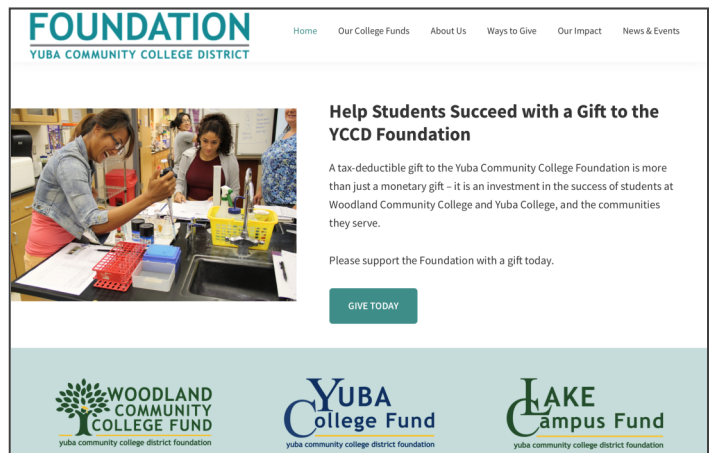 FOUNDATION
YUBA COMMUNITY COLLEGE DISTRICT
Home Our College Funds About Us Ways to Give Our Impact News & Events
Help Students Succeed with a Gift to the
YCCD Foundation
A tax-deductible gift to the Yuba Community College Foundation is more
than just a monetary gift – it is an investment in the success of students at
Woodland Community College and Yuba College, and the communities
they serve.
Please support the Foundation with a gift today.
GIVE TODAY
WOODLAND
COMMUNITY
COLLEGE FUND
yuba community college district foundation
YUBA
College Fund
yuba community college district foundation
LAKE
Campus Fund
yuba community college district foundation